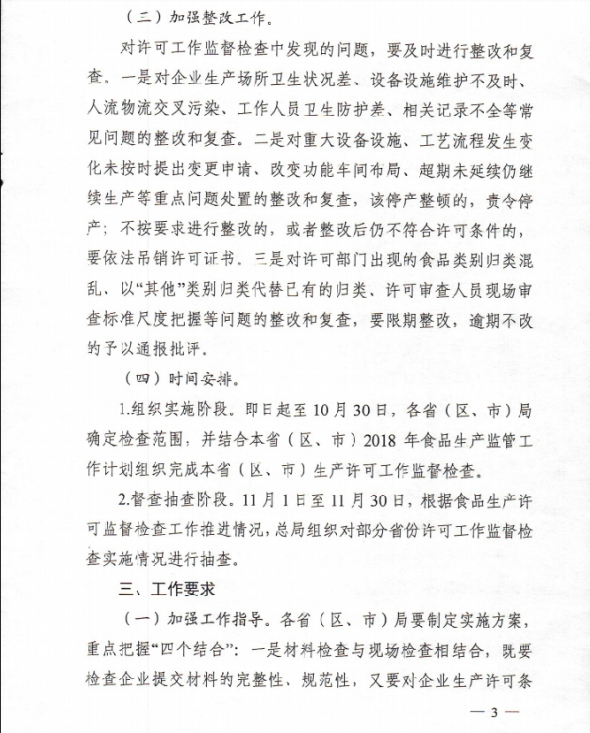 （三）加强整改工作。
对许可工作监督检查中发现的问题，要及时进行整改和复
查。一是对企业生产场所卫生状况差、设备设施维护不及时、
人流物流交叉污染、工作人员卫生防护差、相关记录不全等常
见问题的整改和复查。二是对重大设备设施、工艺流程发生变
化未按时提出变更申请、改变功能车间布局、超期未延续仍继
续生产等重点问题处置的整改和复查，该停产整顿的，责令停
产；不按要求进行整改的，或者整改后仍不符合许可条件的，
要依法吊销许可证书。三是对许可部门出现的食品类别归类混
乱、以“其他”类别归类代替已有的归类、许可审查人员现场审
查标准尺度把握等问题的整改和复查，要限期整改，逾期不改
的予以通报批评。
（四）时间安排。
1.组织实施阶段。即日起至 10 月 30 日，各省（区、市）局
确定检查范围，并结合本省（区、市）2018 年食品生产监管工
作计划组织完成本省（区、市）生产许可工作监督检查。
2.督查抽查阶段。11 月 1 日至 11 月 30 日，根据食品生产许
可监督检查工作推进情况，总局组织对部分省份许可工作监督检
查实施情况进行抽查。
三、工作要求
（一）加强工作指导。各省（区、市）局要制定实施方案，
重点把握“四个结合”：一是材料检查与现场检查相结合，既要
检查企业提交材料的完整性、规范性，又要对企业生产许可条
— 3 —